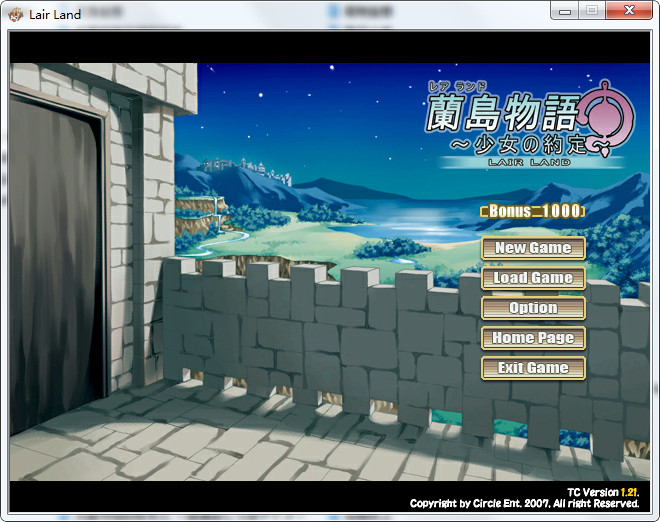 Lair Land
レア ランド
蘭島物語
～少女の約定～
LAIR LAND
Bonus=1000
New Game
Load Game
Option
Home Page
Exit Game
TC Version 1.21.
Copyright by Circle Ent. 2007, All right Reserved.